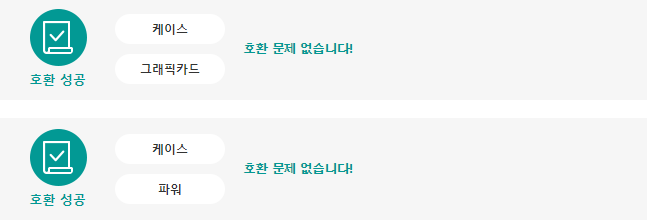 케이스
호환 문제 없습니다!
그래픽카드
호환 성공
케이스
호환 문제 없습니다!
파워
호환 성공